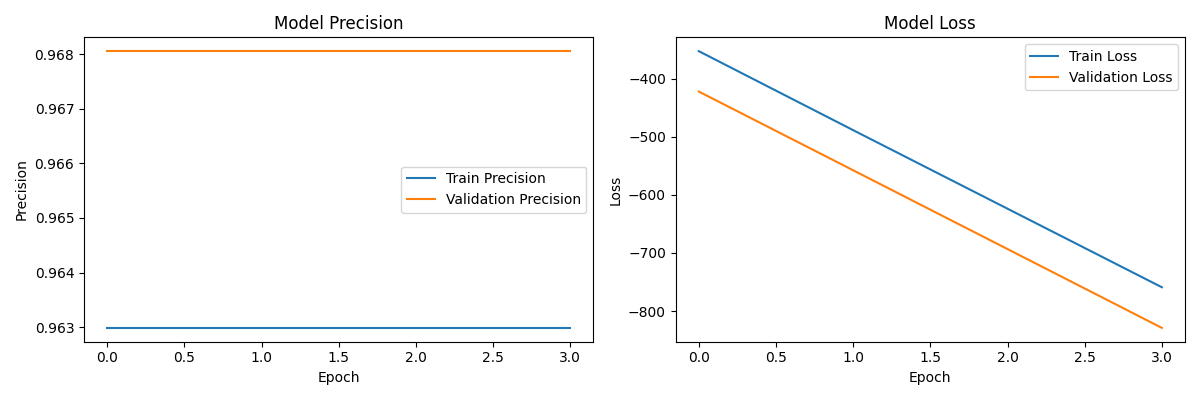 Model Precision
0.968
0.967
0.966
0.965
0.964
0.963
Precision
Train Precision
Validation Precision
0.0 0.5 1.0 1.5 2.0 2.5 3.0
Epoch
Model Loss
−400
−500
−600
−700
−800
Loss
Train Loss
Validation Loss
0.0 0.5 1.0 1.5 2.0 2.5 3.0
Epoch